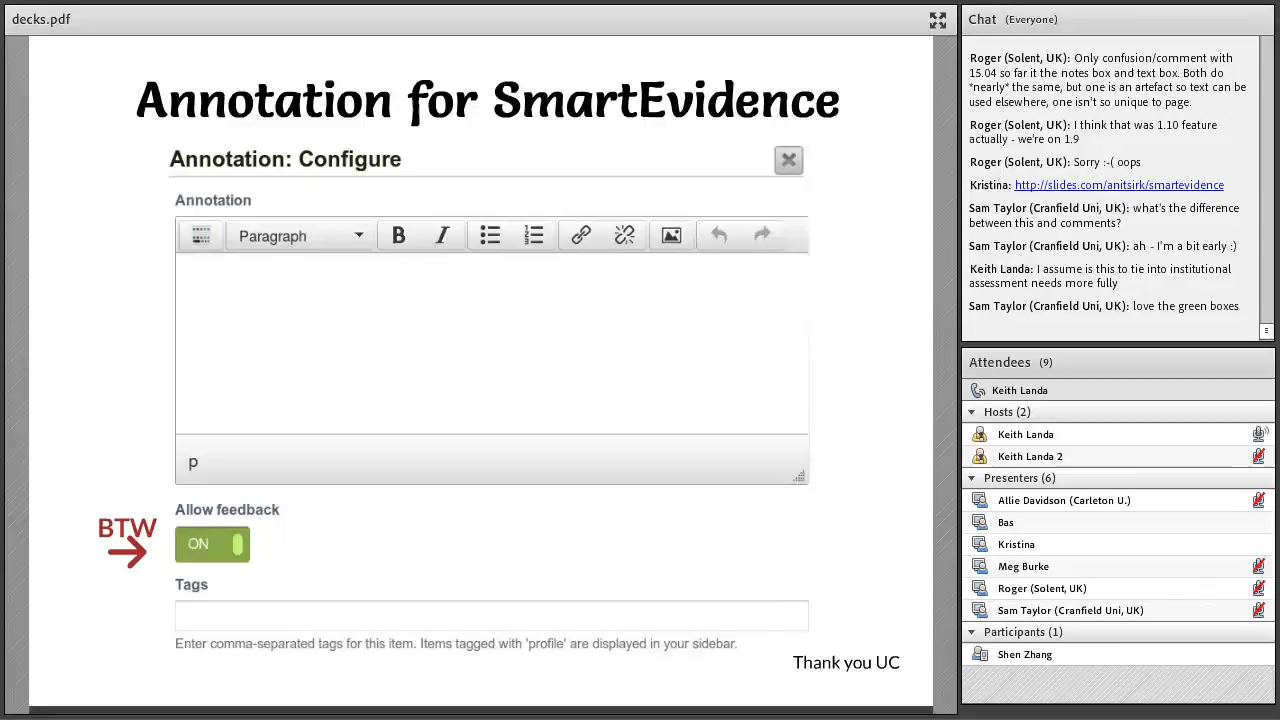 decks.pdf
Annotation for SmartEvidence
Annotation: Configure
Annotation
Paragraph
B I
p
Allow feedback
BTW
ON
Tags
Enter comma-separated tags for this item. Items tagged with 'profile' are displayed in your sidebar.
Thank you UC
Chat (Everyone)
Roger (Solent, UK): Only confusion/comment with
15.04 so far it the notes box and text box. Both do
*nearly* the same, but one is an artefact so text can be
used elsewhere, one isn't so unique to page.
Roger (Solent, UK): I think that was 1.10 feature
actually - we're on 1.9
Roger (Solent, UK): Sorry :-( oops
Kristina: http://slides.com/anitsirk/smartevidence
Sam Taylor (Cranfield Uni, UK): what's the difference
between this and comments?
Sam Taylor (Cranfield Uni, UK): ah - I'm a bit early :)
Keith Landa: I assume is this to tie into institutional
assessment needs more fully
Sam Taylor (Cranfield Uni, UK): love the green boxes
Attendees (9)
Keith Landa
Hosts (2)
Keith Landa
Keith Landa 2
Presenters (6)
Allie Davidson (Carleton U.)
Bas
Kristina
Meg Burke
Roger (Solent, UK)
Sam Taylor (Cranfield Uni, UK)
Participants (1)
Shen Zhang